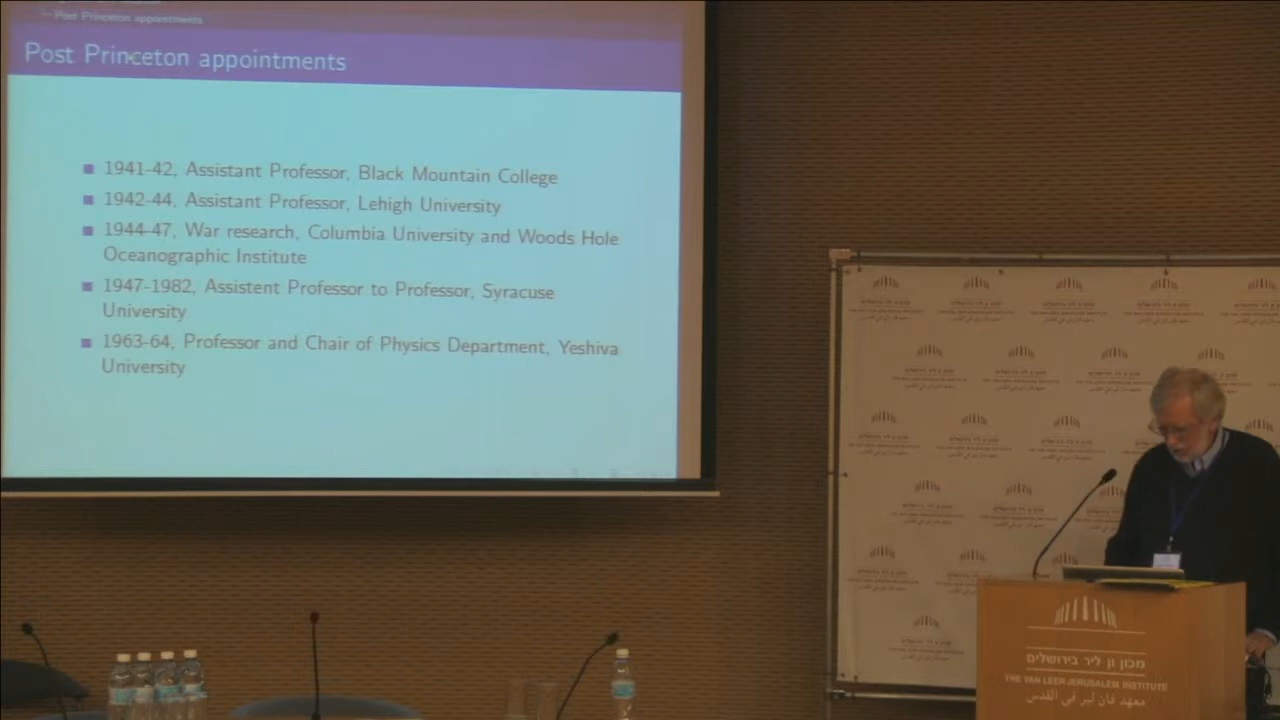 Post Princeton appointments
Post Princeton appointments
1941-42, Assistant Professor, Black Mountain College
1942-44, Assistant Professor, Lehigh University
1944-47, War research, Columbia University and Woods Hole
Oceanographic Institute
1947-1982, Assistent Professor to Professor, Syracuse
University
1963-64, Professor and Chair of Physics Department, Yeshiva
University
מכון ון ליר בירושלים
THE VAN LEER JERUSALEM INSTITUTE
معهد فان لير في القدس